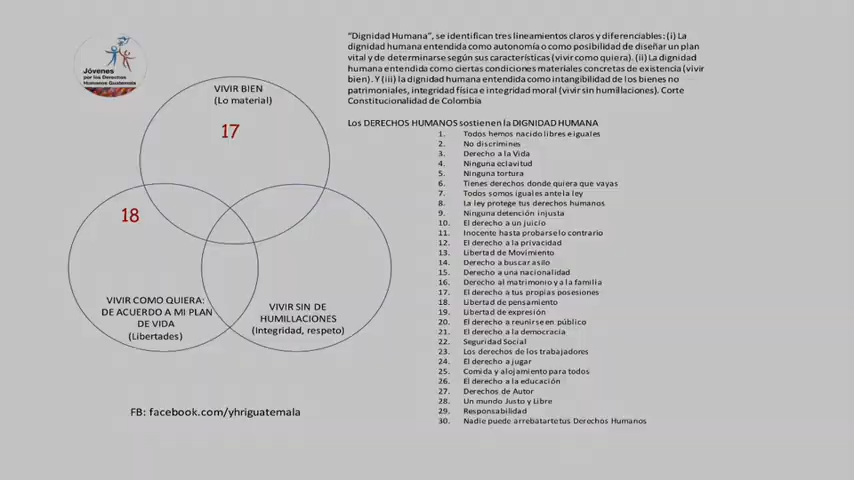 Jóvenes
por los Derechos
Humanos Guatemala
VIVIR BIEN
(Lo material)
17
18
VIVIR COMO QUIERA:
DE ACUERDO A MI PLAN
DE VIDA
(Libertades)
VIVIR SIN DE
HUMILLACIONES
(Integridad, respeto)
FB: facebook.com/yhriguatemala
"Dignidad Humana", se identifican tres lineamientos claros y diferenciables: (i) La
dignidad humana entendida como autonomía o como posibilidad de diseñar un plan
vital y de determinarse según sus características (vivir como quiera). (ii) La dignidad
humana entendida como ciertas condiciones materiales concretas de existencia (vivir
bien). Y (iii) la dignidad humana entendida como intangibilidad de los bienes no
patrimoniales, integridad física e integridad moral (vivir sin humillaciones). Corte
Constitucionalidad de Colombia
Los DERECHOS HUMANOS sostienen la DIGNIDAD HUMANA
1. Todos hemos nacido libres e iguales
2. No discrimines
3. Derecho a la Vida
4. Ninguna eclavitud
5. Ninguna tortura
6. Tienes derechos donde quiera que vayas
7. Todos somos iguales ante la ley
8. La ley protege tus derechos humanos
9. Ninguna detención injusta
10. El derecho a un juicio
11. Inocente hasta probarse lo contrario
12. El derecho a la privacidad
13. Libertad de Movimiento
14. Derecho a buscar asilo
15. Derecho a una nacionalidad
16. Derecho al matrimonio y a la familia
17. El derecho a tus propias posesiones
18. Libertad de pensamiento
19. Libertad de expresión
20. El derecho a reunirse en público
21. El derecho a la democracia
22. Seguridad Social
23. Los derechos de los trabajadores
24. El derecho a jugar
25. Comida y alojamiento para todos
26. El derecho a la educación
27. Derechos de Autor
28. Un mundo Justo y Libre
29. Responsabilidad
30. Nadie puede arrebatarte tus Derechos Humanos